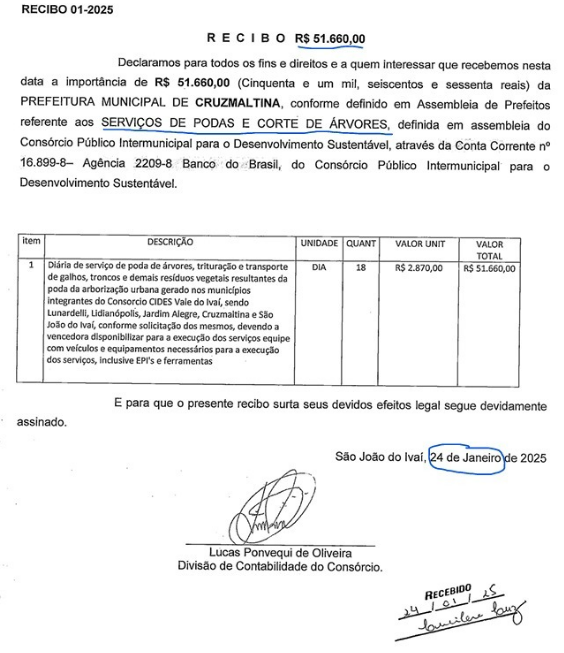 RECIBO 01-2025
R E C I B O R$ 51.660,00
Declaramos para todos os fins e direitos e a quem interessar que recebemos nesta
data a importância de R$ 51.660,00 (Cinquenta e um mil, seiscentos e sessenta reais) da
PREFEITURA MUNICIPAL DE CRUZMALTINA, conforme definido em Assembleia de Prefeitos
referente aos SERVIÇOS DE PODAS E CORTE DE ÁRVORES, definida em assembleia do
Consórcio Público Intermunicipal para o Desenvolvimento Sustentável, através da Conta Corrente nº
16.899-8– Agência 2209-8 Banco do Brasil, do Consórcio Público Intermunicipal para o
Desenvolvimento Sustentável.
item DESCRIÇÃO UNIDADE QUANT VALOR UNIT VALOR TOTAL
1 Diária de serviço de poda de árvores, trituração e transporte DIA 18 R$ 2.870,00 R$ 51.660,00
de galhos, troncos e demais resíduos vegetais resultantes da
poda da arborização urbana gerado nos municípios
integrantes do Consorcio CIDES Vale do Ivaí, sendo
Lunardelli, Lidianópolis, Jardim Alegre, Cruzmaltina e São
João do Ivaí, conforme solicitação dos mesmos, devendo a
vencedora disponibilizar para a execução dos serviços equipe
com veículos e equipamentos necessários para a execução
dos serviços, inclusive EPI's e ferramentas
E para que o presente recibo surta seus devidos efeitos legal segue devidamente
assinado.
São João do Ivaí, 24 de Janeiro de 2025
Lucas Ponvequi de Oliveira
Divisão de Contabilidade do Consórcio.
RECEBIDO
24 / 01 / 25